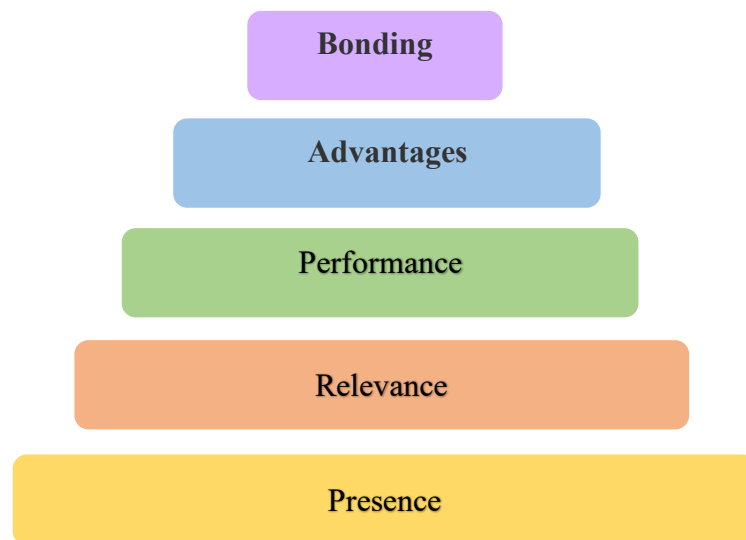 Bonding
Advantages
Performance
Relevance
Presence